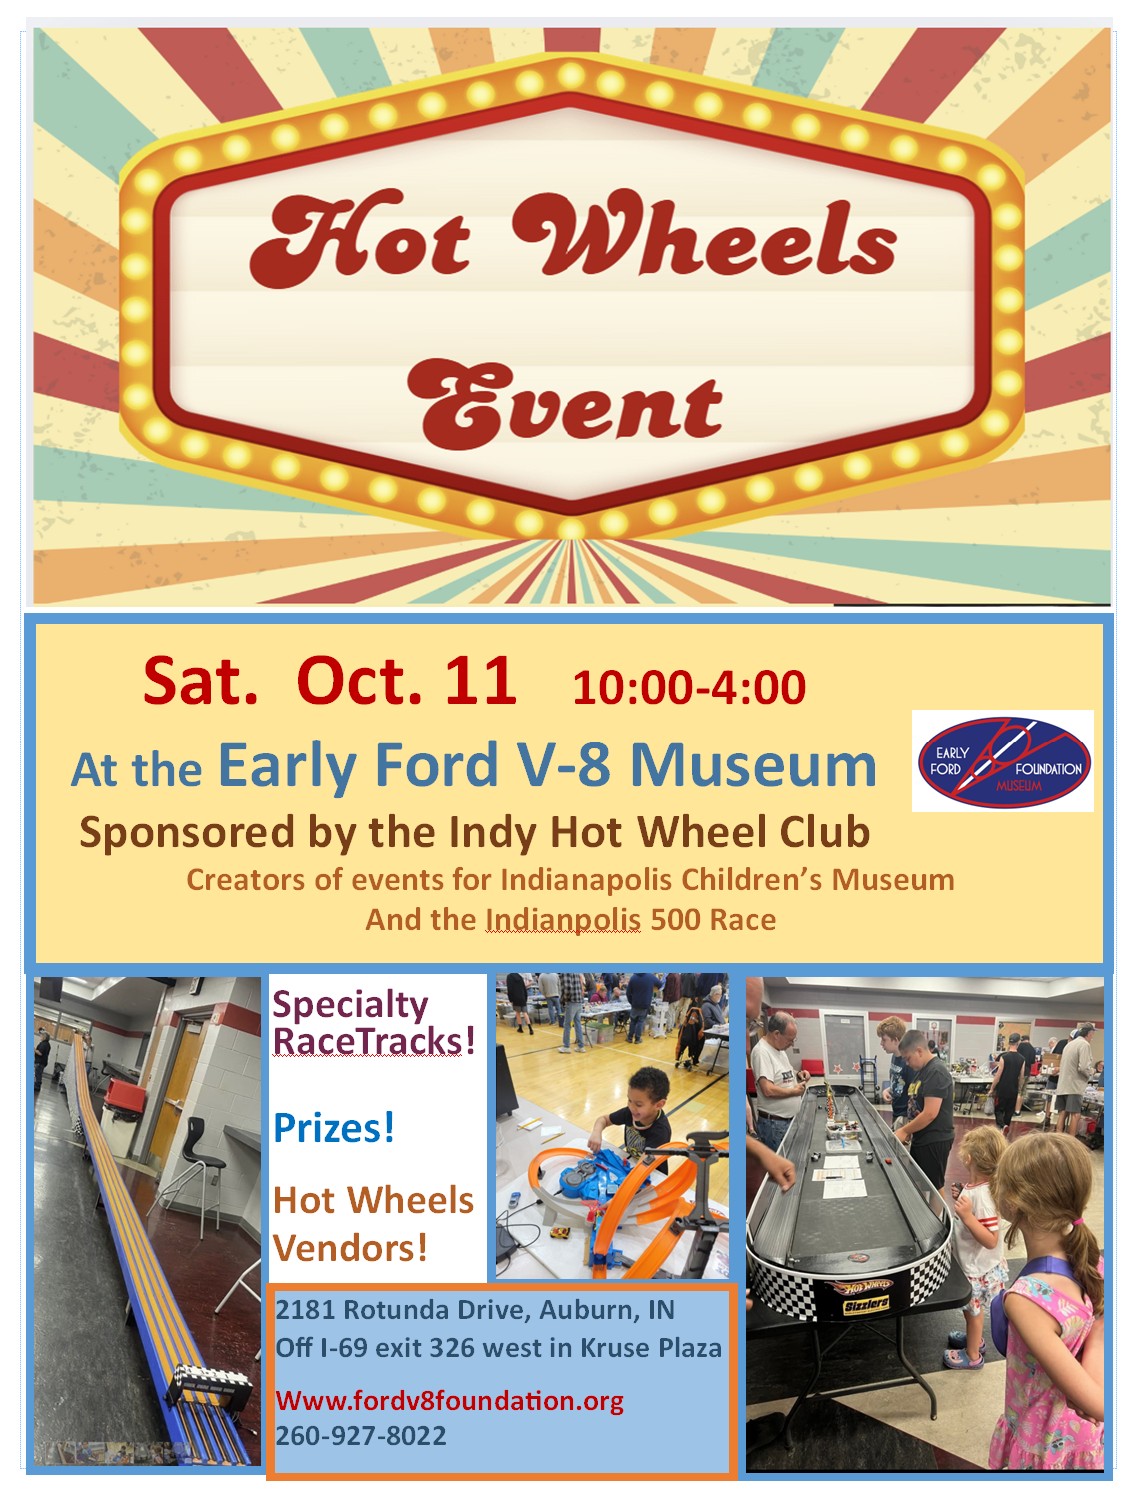 Hot Wheels
Event
Sat. Oct. 11 10:00-4:00
At the Early Ford V-8 Museum
EARLY
FORD FOUNDATION
MUSEUM
Sponsored by the Indy Hot Wheel Club
Creators of events for Indianapolis Children's Museum
And the Indianpolis 500 Race
Specialty
RaceTracks!
Prizes!
Hot Wheels
Vendors!
HOT WHEELS
Sizzlers
2181 Rotunda Drive, Auburn, IN
Off I-69 exit 326 west in Kruse Plaza
Www.fordv8foundation.org
260-927-8022